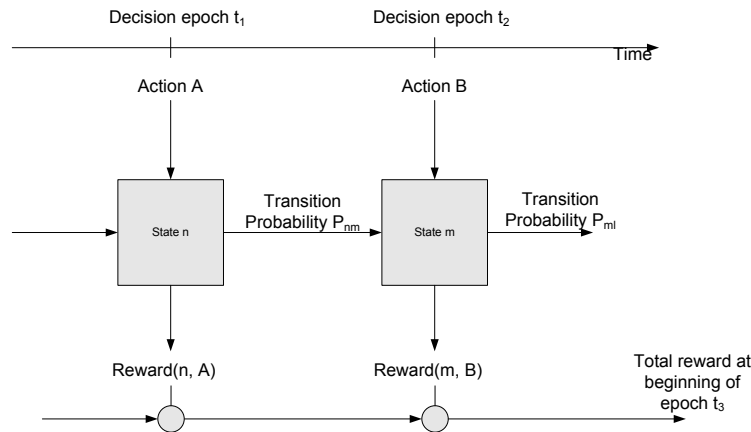 Decision epoch t₁
Decision epoch t₂
Time
Action A
Action B
Transition
Probability Pₙₘ
Transition
Probability Pₘₗ
State n
State m
Reward(n, A)
Reward(m, B)
Total reward at
beginning of
epoch t₃